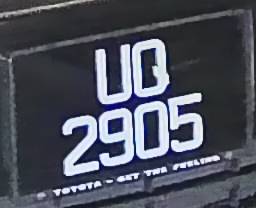 UQ
2905
TOYOTA - GET THE FEELING